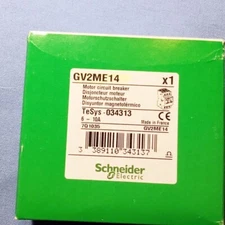 GV2ME14
x1
Motor circuit breaker
Disjoncteur moteur
Motorschutzschalter
Disyuntor magnetotérmico
TeSys - 034313
6 - 10A
Made in France
GV2ME14
3 389110 343137
Schneider
Electric